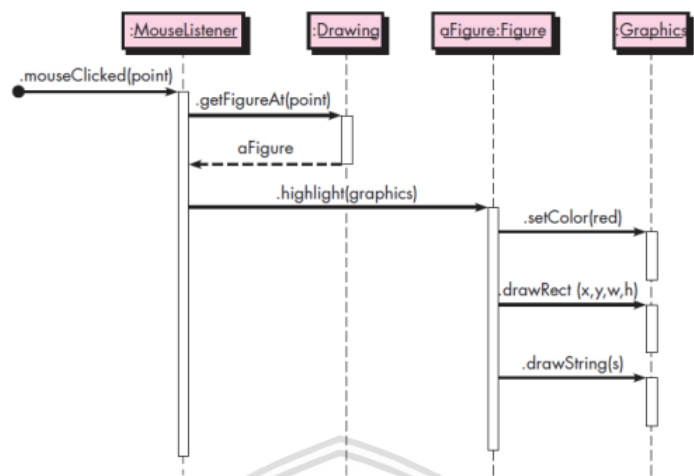 :MouseListener
:Drawing
aFigure:Figure
:Graphics
.mouseClicked(point)
.getFigureAt(point)
aFigure
.highlight(graphics)
.setColor(red)
.drawRect (x,y,w,h)
.drawString(s)